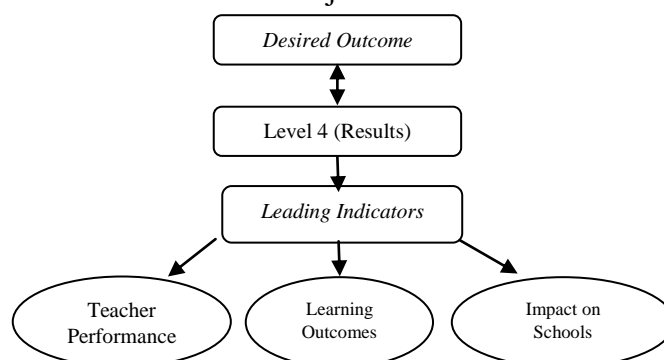 Desired Outcome
Level 4 (Results)
Leading Indicators
Teacher
Performance
Learning
Outcomes
Impact on
Schools